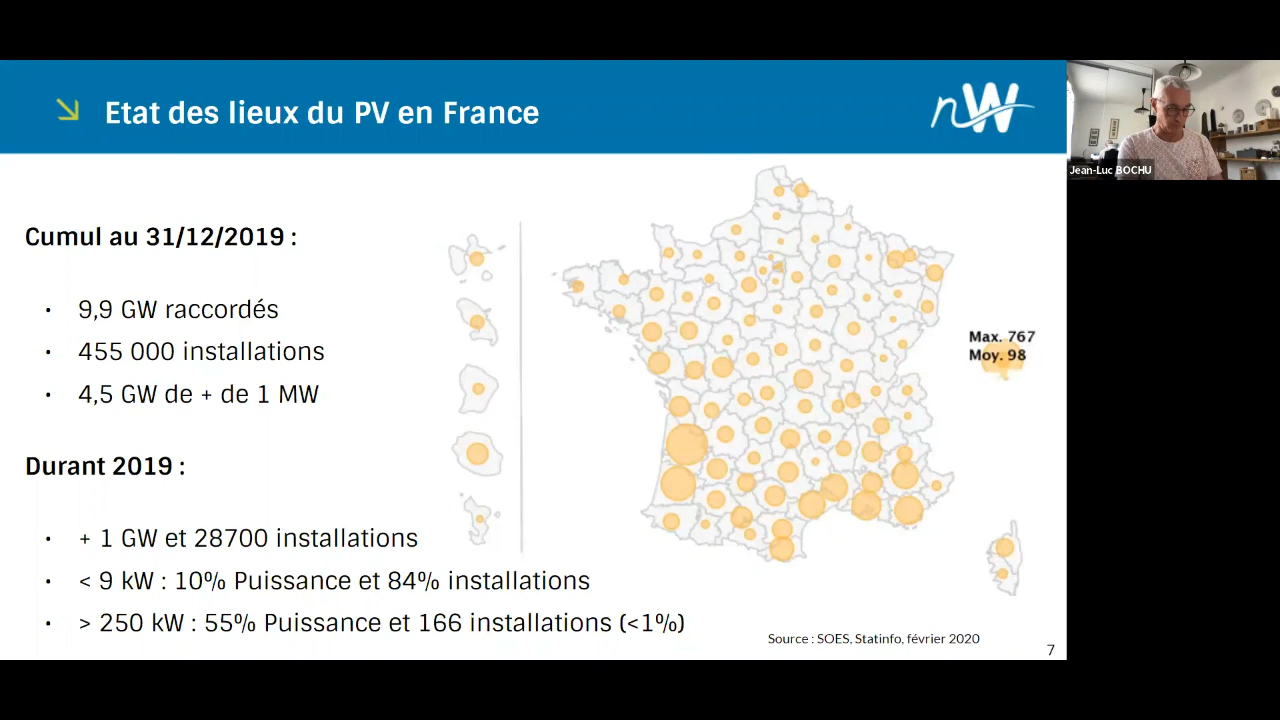 Etat des lieux du PV en France
nW
Jean-Luc BOCHU
Cumul au 31/12/2019 :
· 9,9 GW raccordés
· 455 000 installations
· 4,5 GW de + de 1 MW
Max. 767
Moy. 98
Durant 2019 :
· + 1 GW et 28700 installations
· < 9 kW : 10% Puissance et 84% installations
· > 250 kW : 55% Puissance et 166 installations (<1%)
Source : SOES, Statinfo, février 2020
7